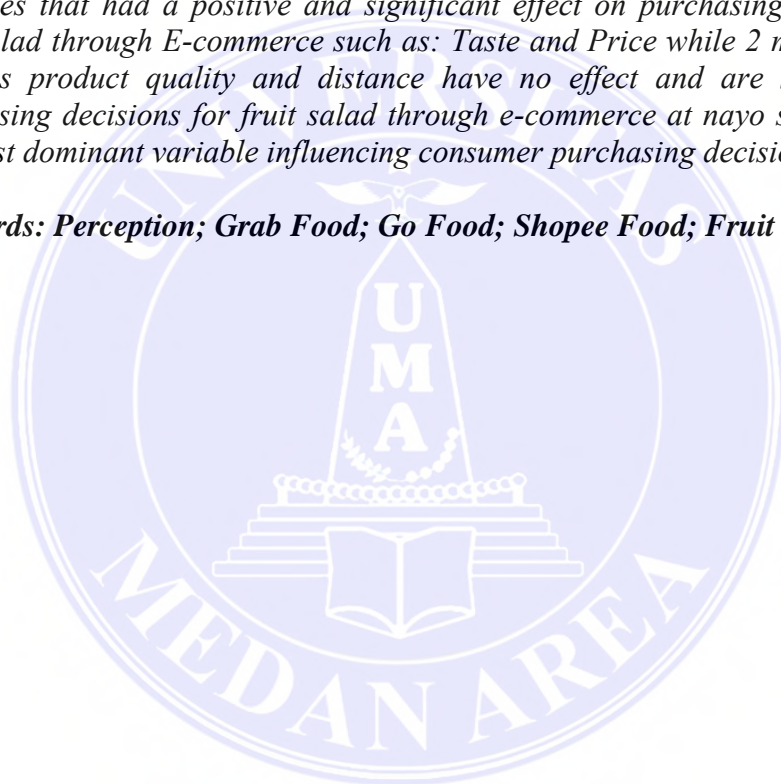 es that had a positive and significant effect on purchasing
lad through E-commerce such as: Taste and Price while 2 m
s product quality and distance have no effect and are
sing decisions for fruit salad through e-commerce at nayo s
st dominant variable influencing consumer purchasing decisi
rds: Perception; Grab Food; Go Food; Shopee Food; Fruit
UNIVERSITAS
UMA
MEDAN AREA